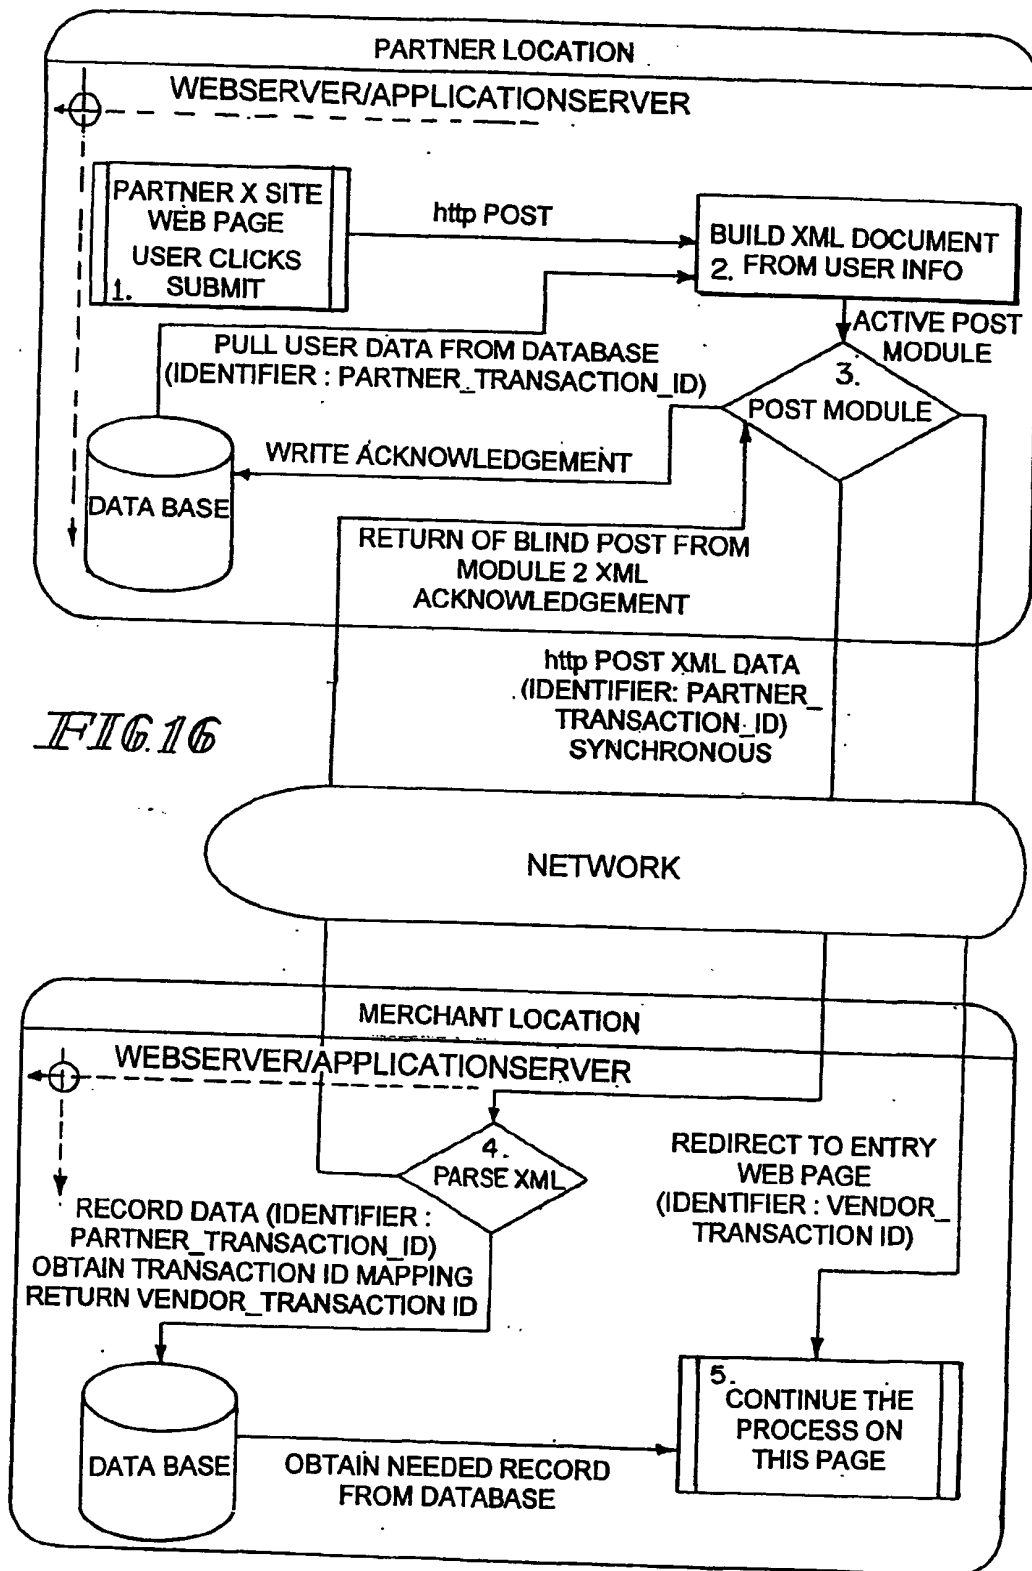 PARTNER LOCATION
WEBSERVER/APPLICATIONSERVER
PARTNER X SITE
WEB PAGE
USER CLICKS
SUBMIT
1.
http POST
BUILD XML DOCUMENT
2. FROM USER INFO
ACTIVE POST
MODULE
PULL USER DATA FROM DATABASE
(IDENTIFIER : PARTNER_TRANSACTION_ID)
3.
POST MODULE
WRITE ACKNOWLEDGEMENT
DATA BASE
RETURN OF BLIND POST FROM
MODULE 2 XML
ACKNOWLEDGEMENT
http POST XML DATA
(IDENTIFIER: PARTNER_
TRANSACTION_ID)
SYNCHRONOUS
FIG.16
NETWORK
MERCHANT LOCATION
WEBSERVER/APPLICATIONSERVER
4.
PARSE XML
REDIRECT TO ENTRY
WEB PAGE
(IDENTIFIER : VENDOR_
TRANSACTION ID)
RECORD DATA (IDENTIFIER :
PARTNER_TRANSACTION_ID)
OBTAIN TRANSACTION ID MAPPING
RETURN VENDOR_TRANSACTION ID
5.
CONTINUE THE
PROCESS ON
THIS PAGE
DATA BASE
OBTAIN NEEDED RECORD
FROM DATABASE